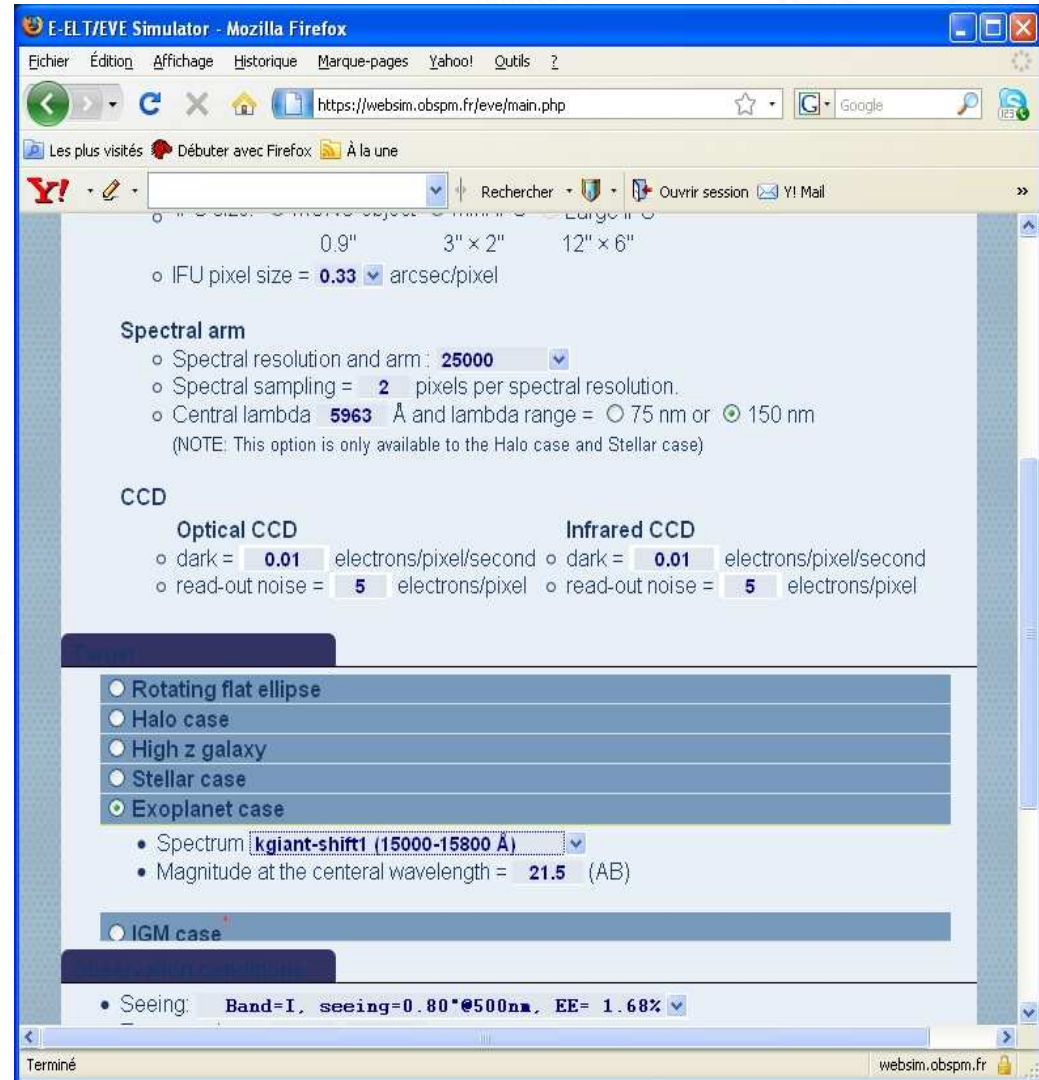 E-ELT/EVE Simulator - Mozilla Firefox
Fichier Édition Affichage Historique Marque-pages Yahoo! Outils ?
https://websim.obspm.fr/eve/main.php
G Google
Les plus visités Débuter avec Firefox À la une
Y! Rechercher Ouvrir session Y! Mail »
0.9" 3" × 2" 12" × 6"
IFU pixel size = 0.33 arcsec/pixel
Spectral arm
Spectral resolution and arm : 25000
Spectral sampling = 2 pixels per spectral resolution.
Central lambda 5963 Å and lambda range = 75 nm or 150 nm
(NOTE: This option is only available to the Halo case and Stellar case)
CCD
Optical CCD Infrared CCD
dark = 0.01 electrons/pixel/second dark = 0.01 electrons/pixel/second
read-out noise = 5 electrons/pixel read-out noise = 5 electrons/pixel
Target
Rotating flat ellipse
Halo case
High z galaxy
Stellar case
Exoplanet case
Spectrum kgiant-shift1 (15000-15800 Å)
Magnitude at the centeral wavelength = 21.5 (AB)
IGM case*
Seeing: Band=I, seeing=0.80"@500nm, EE= 1.68%
Terminé websim.obspm.fr